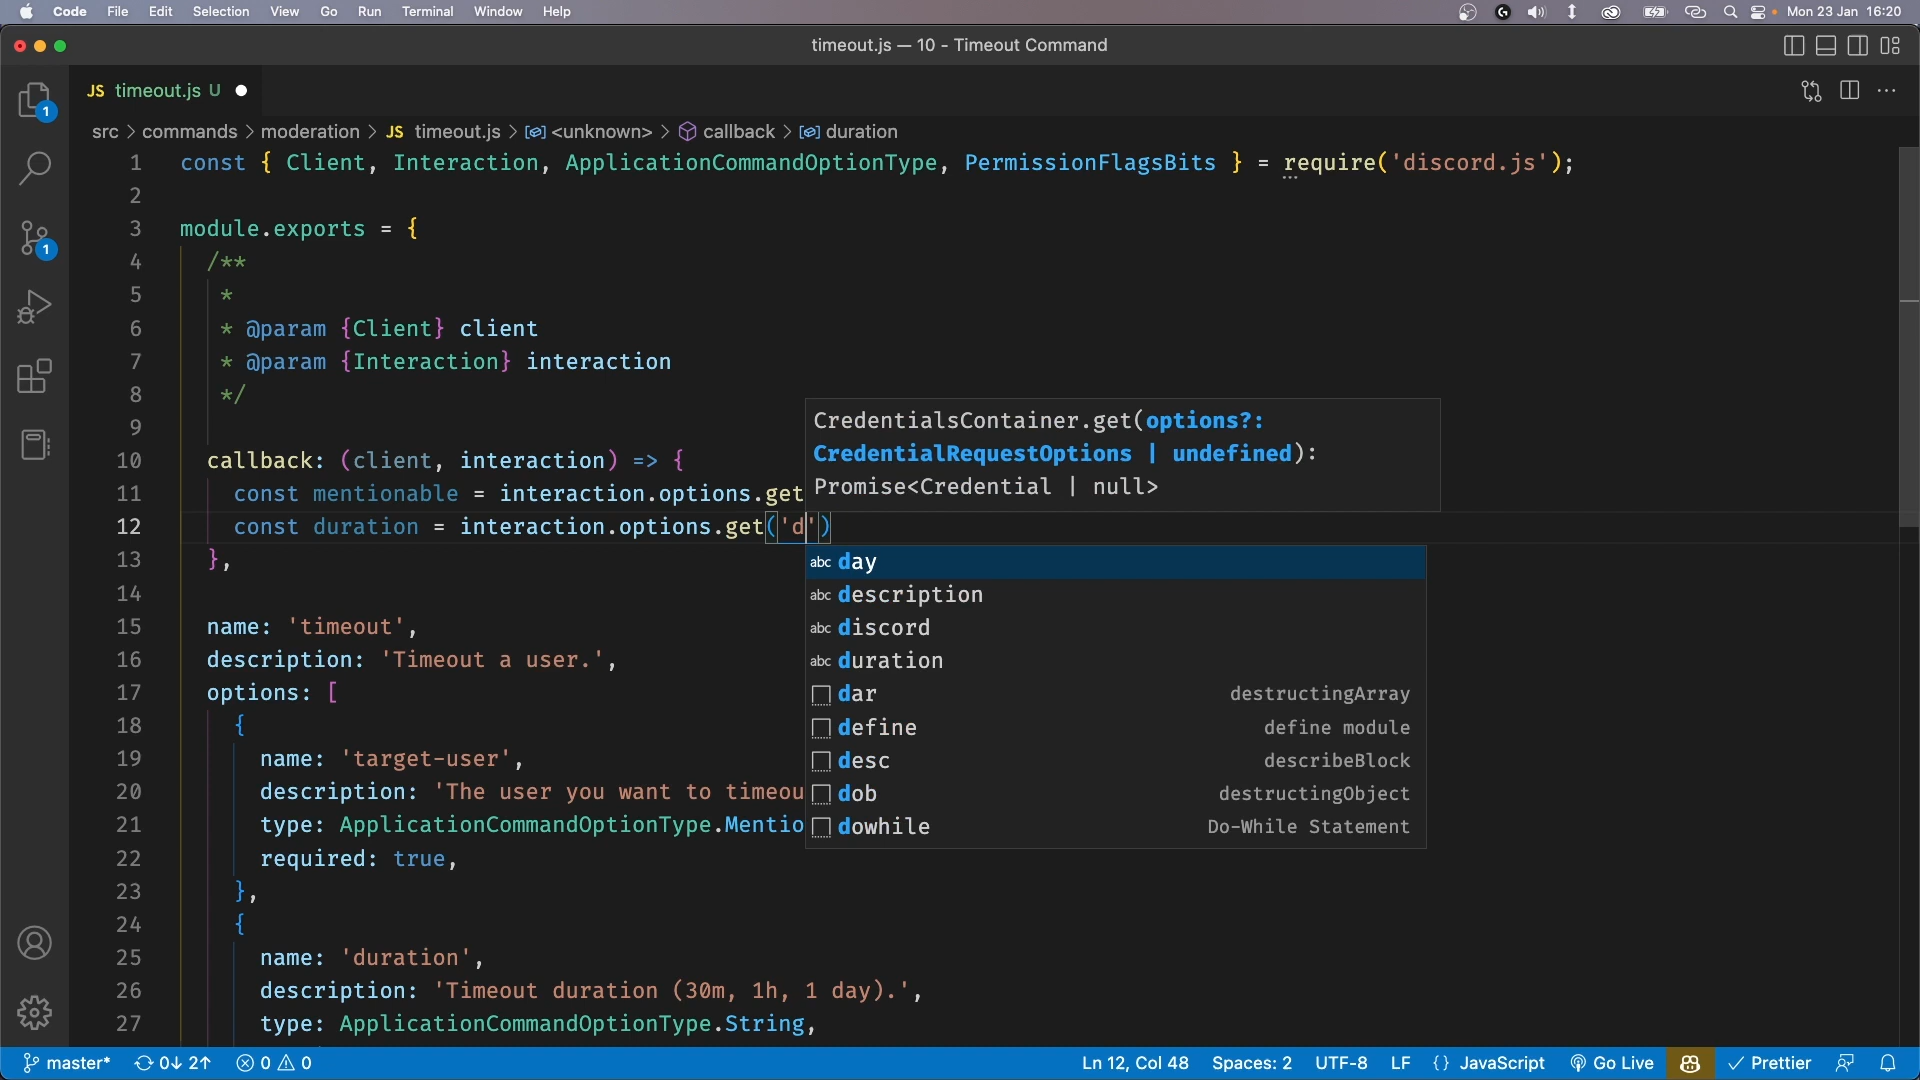 Code File Edit Selection View Go Run Terminal Window Help Mon 23 Jan 16:20
timeout.js — 10 - Timeout Command
JS timeout.js U
src > commands > moderation > JS timeout.js > <unknown> > callback > duration
1 const { Client, Interaction, ApplicationCommandOptionType, PermissionFlagsBits } = require('discord.js');
2
3 module.exports = {
4 /**
5 *
6 * @param {Client} client
7 * @param {Interaction} interaction
8 */
9
10 callback: (client, interaction) => {
11 const mentionable = interaction.options.get
12 const duration = interaction.options.get('d')
13 },
14
15 name: 'timeout',
16 description: 'Timeout a user.',
17 options: [
18 {
19 name: 'target-user',
20 description: 'The user you want to timeou
21 type: ApplicationCommandOptionType.Mentio
22 required: true,
23 },
24 {
25 name: 'duration',
26 description: 'Timeout duration (30m, 1h, 1 day).',
27 type: ApplicationCommandOptionType.String,
CredentialsContainer.get(options?:
CredentialRequestOptions | undefined):
Promise<Credential | null>
abc day
abc description
abc discord
abc duration
dar destructingArray
define define module
desc describeBlock
dob destructingObject
dowhile Do-While Statement
1
1
master* 0↓ 2↑ 0 0 Ln 12, Col 48 Spaces: 2 UTF-8 LF {} JavaScript Go Live Prettier